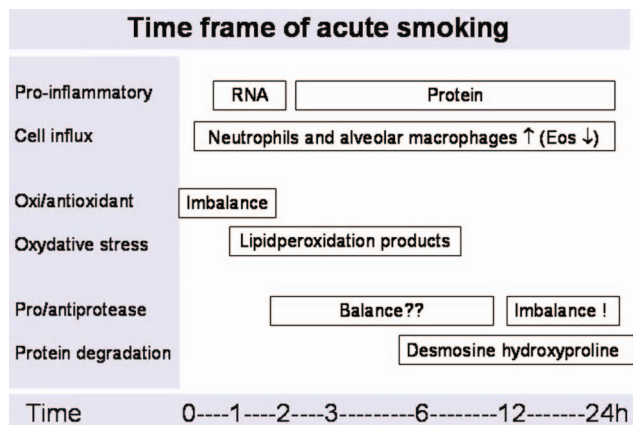 Time frame of acute smoking
Pro-inflammatory RNA Protein
Cell influx Neutrophils and alveolar macrophages ↑ (Eos ↓)
Oxi/antioxidant Imbalance
Oxydative stress Lipidperoxidation products
Pro/antiprotease Balance?? Imbalance !
Protein degradation Desmosine hydroxyproline
Time 0----1----2----3--------6--------12-------24h